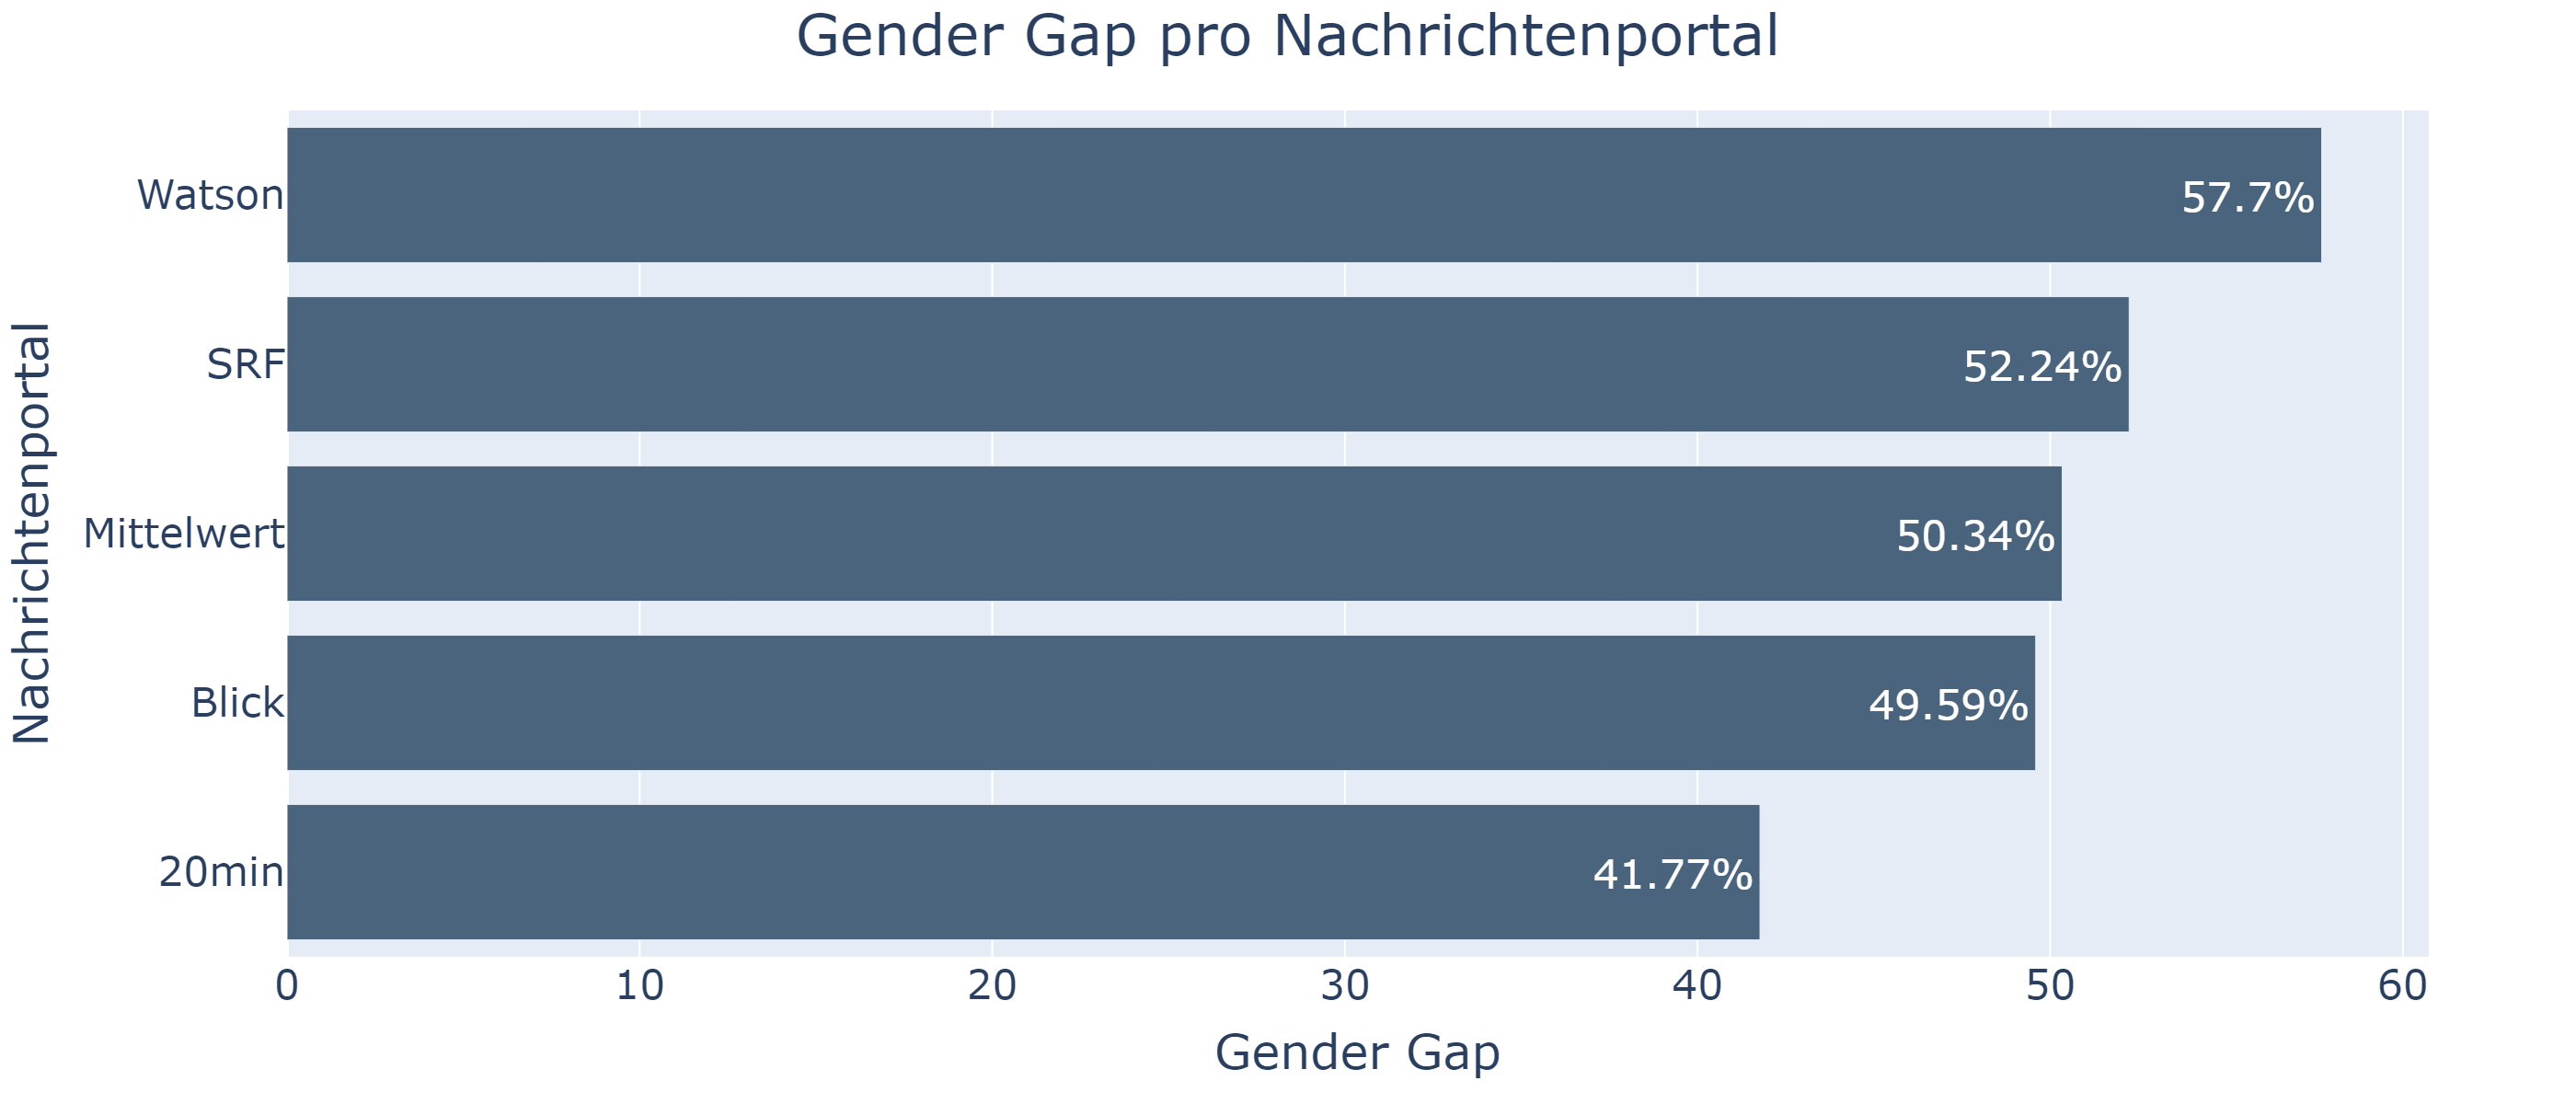 Gender Gap pro Nachrichtenportal
Nachrichtenportal
Watson 57.7%
SRF 52.24%
Mittelwert 50.34%
Blick 49.59%
20min 41.77%
0 10 20 30 40 50 60
Gender Gap